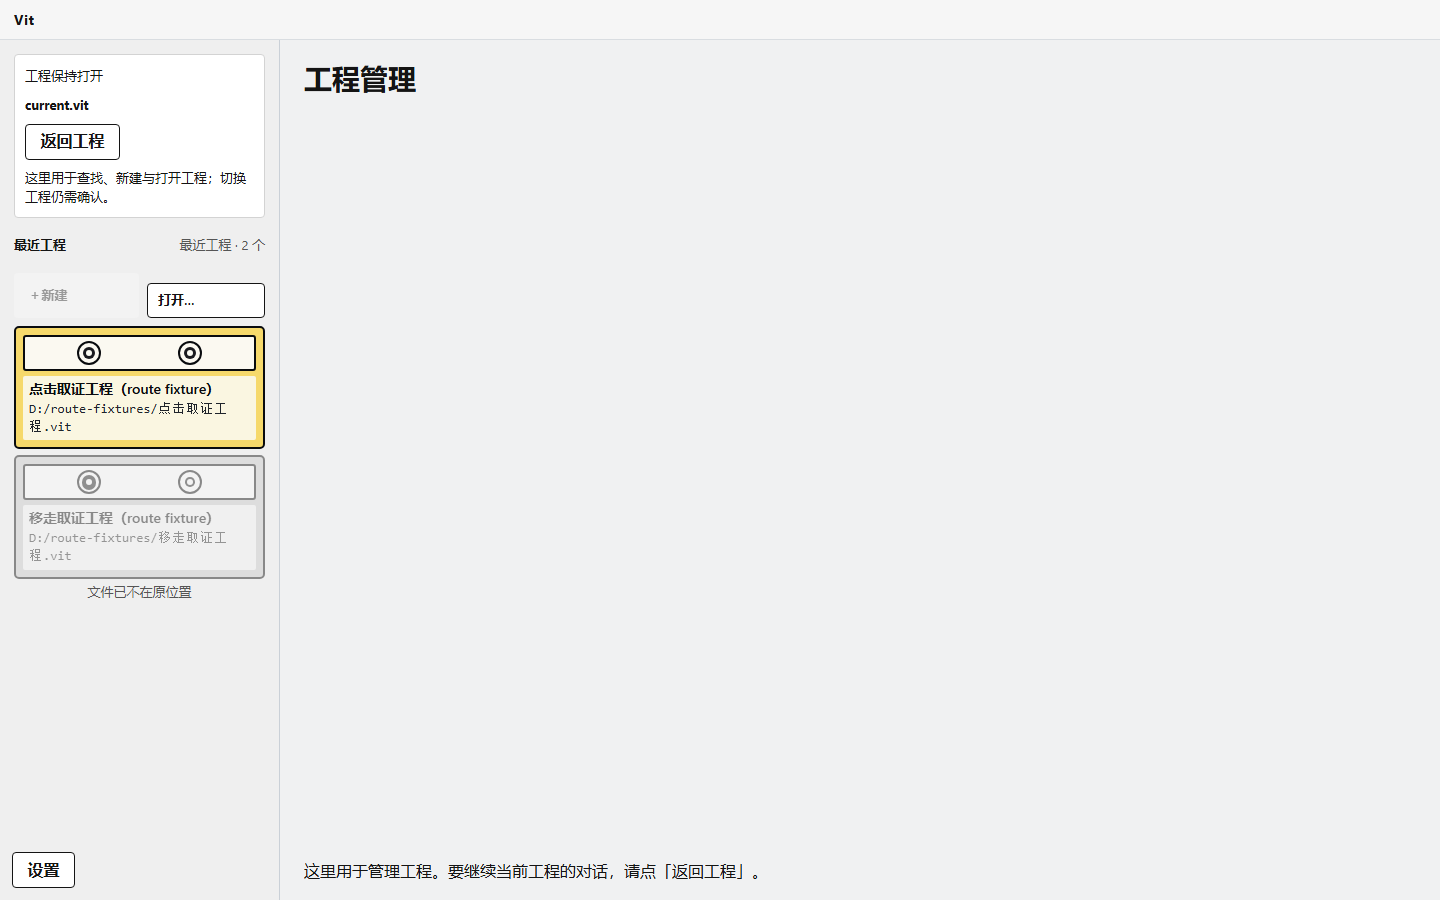 Vit
工程保持打开
current.vit
返回工程
这里用于查找、新建与打开工程；切换
工程仍需确认。
最近工程
最近工程 · 2 个
+ 新建
打开...
点击取证工程（route fixture）
D:/route-fixtures/点击取证工
程.vit
移走取证工程（route fixture）
D:/route-fixtures/移走取证工
程.vit
文件已不在原位置
设置
工程管理
这里用于管理工程。要继续当前工程的对话，请点「返回工程」。